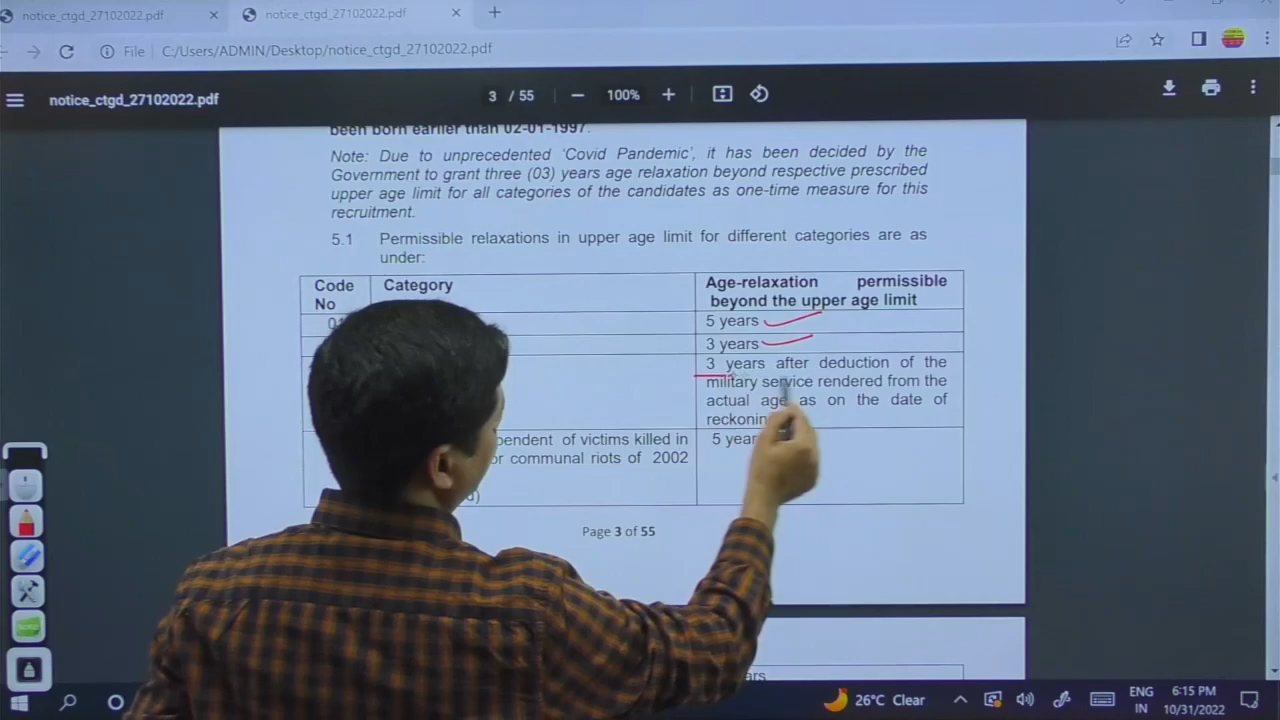 notice_ctgd_27102022.pdf
notice_ctgd_27102022.pdf
File C:/Users/ADMIN/Desktop/notice_ctgd_27102022.pdf
notice_ctgd_27102022.pdf
3 / 55
100%
been born earlier than 02-01-1997.
Note: Due to unprecedented ‘Covid Pandemic’, it has been decided by the
Government to grant three (03) years age relaxation beyond respective prescribed
upper age limit for all categories of the candidates as one-time measure for this
recruitment.
5.1 Permissible relaxations in upper age limit for different categories are as
under:
Code No
Category
Age-relaxation permissible
beyond the upper age limit
5 years
3 years
3 years after deduction of the
military service rendered from the
actual age as on the date of
victims killed in
communal riots of 2002
Page 3 of 55
26°C Clear
ENG
IN
6:15 PM
10/31/2022